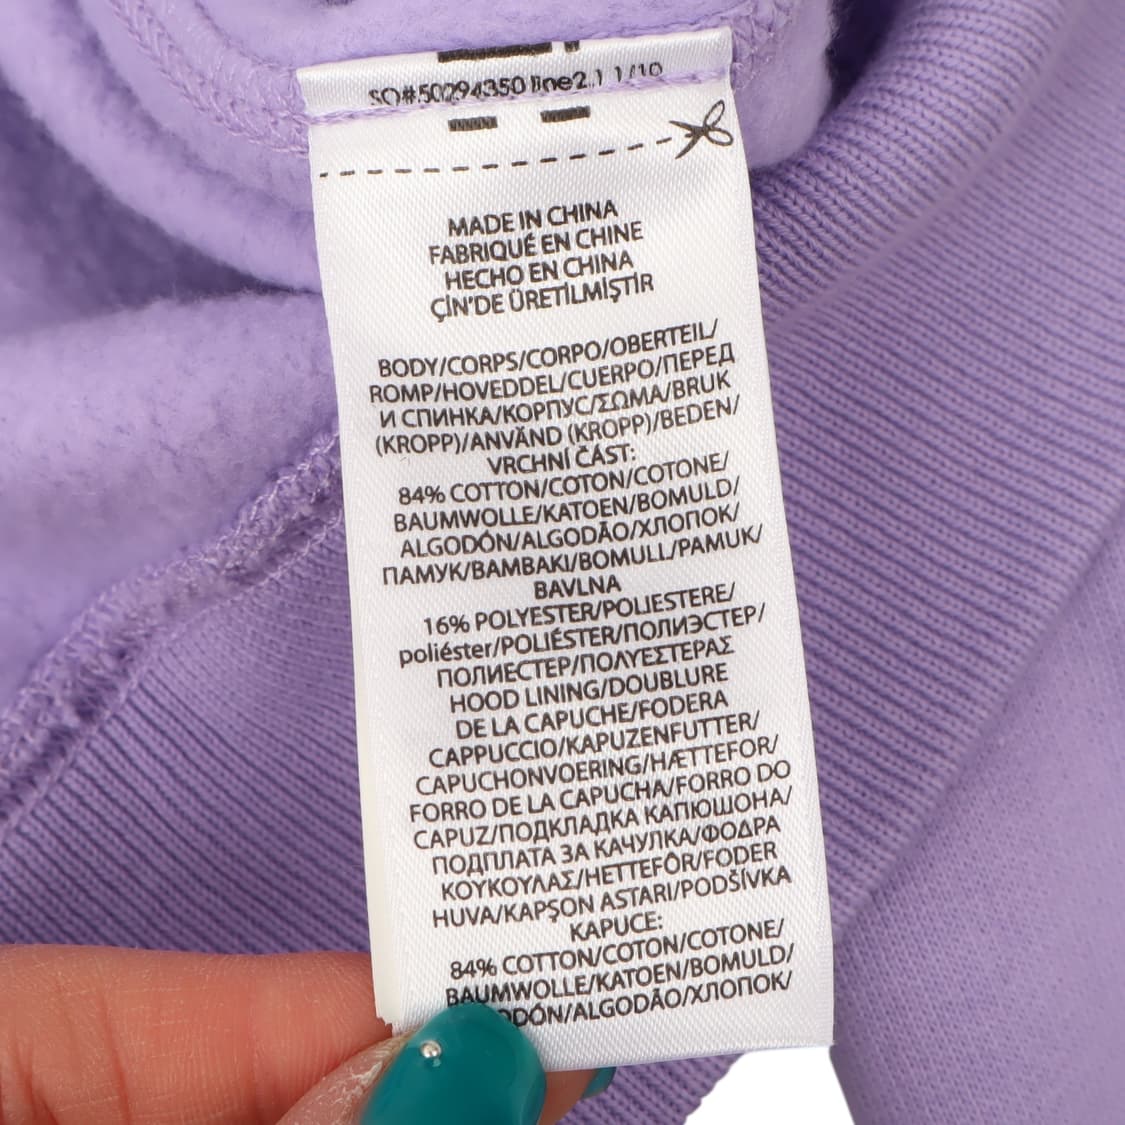 SO#50294350 line2.1 1/10
MADE IN CHINA
FABRIQUÉ EN CHINE
HECHO EN CHINA
ÇİN'DE ÜRETİLMİŞTİR
BODY/CORPS/CORPO/OBERTEIL/
ROMP/HOVEDDEL/CUERPO/ПЕРЕД
И СПИНКА/КОРПУС/ΣΩΜΑ/BRUK
(KROPP)/ANVÄND (KROPP)/BEDEN/
VRCHNÍ ČÁST:
84% COTTON/COTON/COTONE/
BAUMWOLLE/KATOEN/BOMULD/
ALGODÓN/ALGODÃO/ХЛОПОК/
ПАМУК/BAMBAKI/BOMULL/PAMUK/
BAVLNA
16% POLYESTER/POLIESTERE/
poliéster/POLIÉSTER/ПОЛИЭСТЕР/
ПОЛИЕСТЕР/ΠΟΛΥΕΣΤΕΡΑΣ
HOOD LINING/DOUBLURE
DE LA CAPUCHE/FODERA
CAPPUCCIO/KAPUZENFUTTER/
CAPUCHONVOERING/HÆTTEFOR/
FORRO DE LA CAPUCHA/FORRO DO
CAPUZ/ПОДКЛАДКА КАПЮШОНА/
ПОДПЛАТА ЗА КАЧУЛКА/ΦΟΔΡΑ
ΚΟΥΚΟΥΛΑΣ/HETTEFÔR/FODER
HUVA/KAPŞON ASTARI/PODŠÍVKA
KAPUCE:
84% COTTON/COTON/COTONE/
BAUMWOLLE/KATOEN/BOMULD/
ODÓN/ALGODÃO/ХЛОПОК/